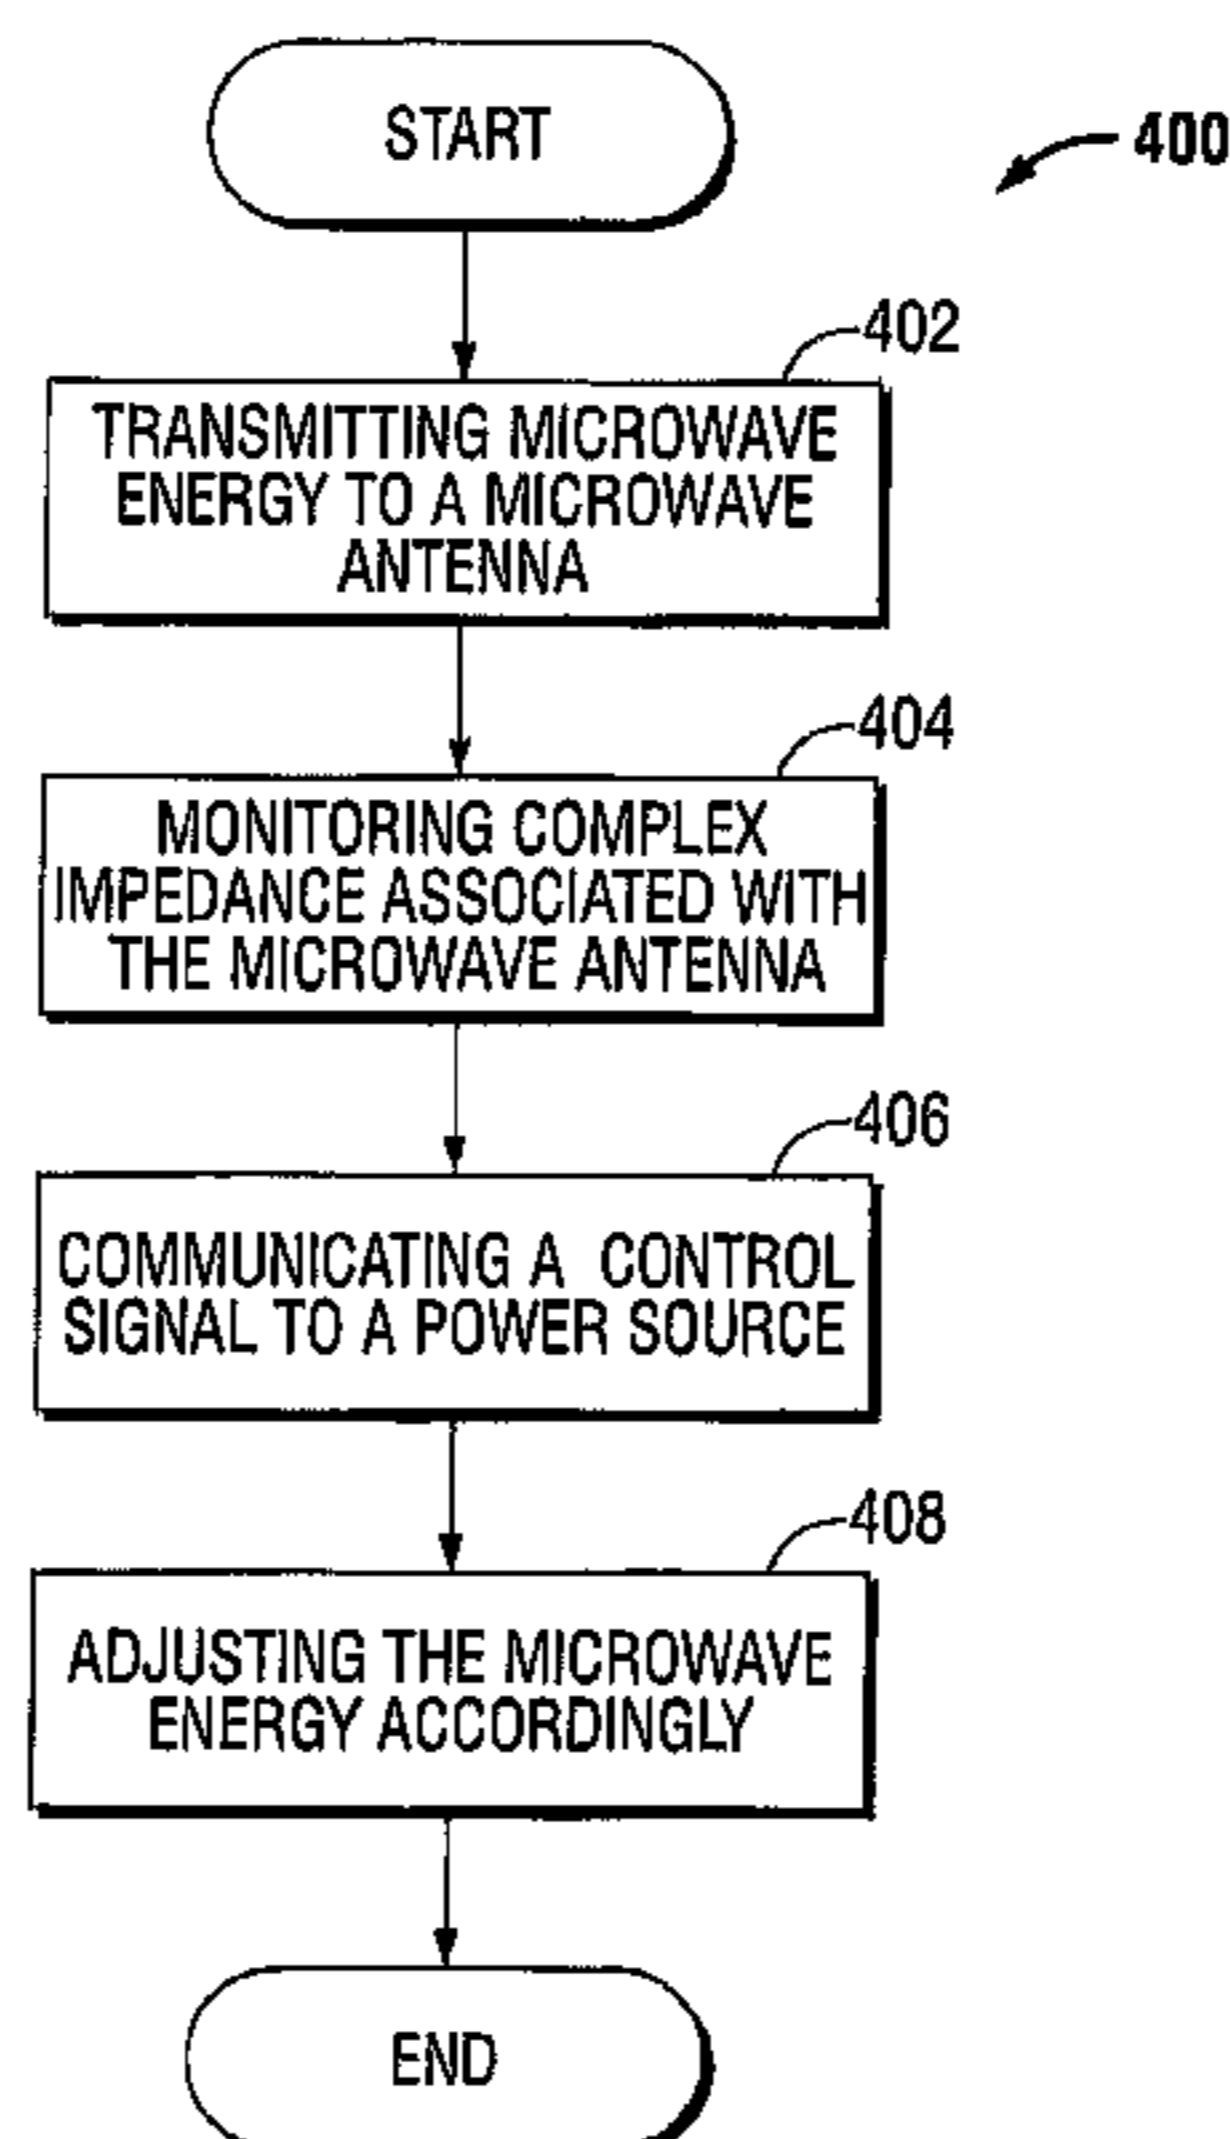 START
400
402
TRANSMITTING MICROWAVE
ENERGY TO A MICROWAVE
ANTENNA
404
MONITORING COMPLEX
IMPEDANCE ASSOCIATED WITH
THE MICROWAVE ANTENNA
406
COMMUNICATING A CONTROL
SIGNAL TO A POWER SOURCE
408
ADJUSTING THE MICROWAVE
ENERGY ACCORDINGLY
END